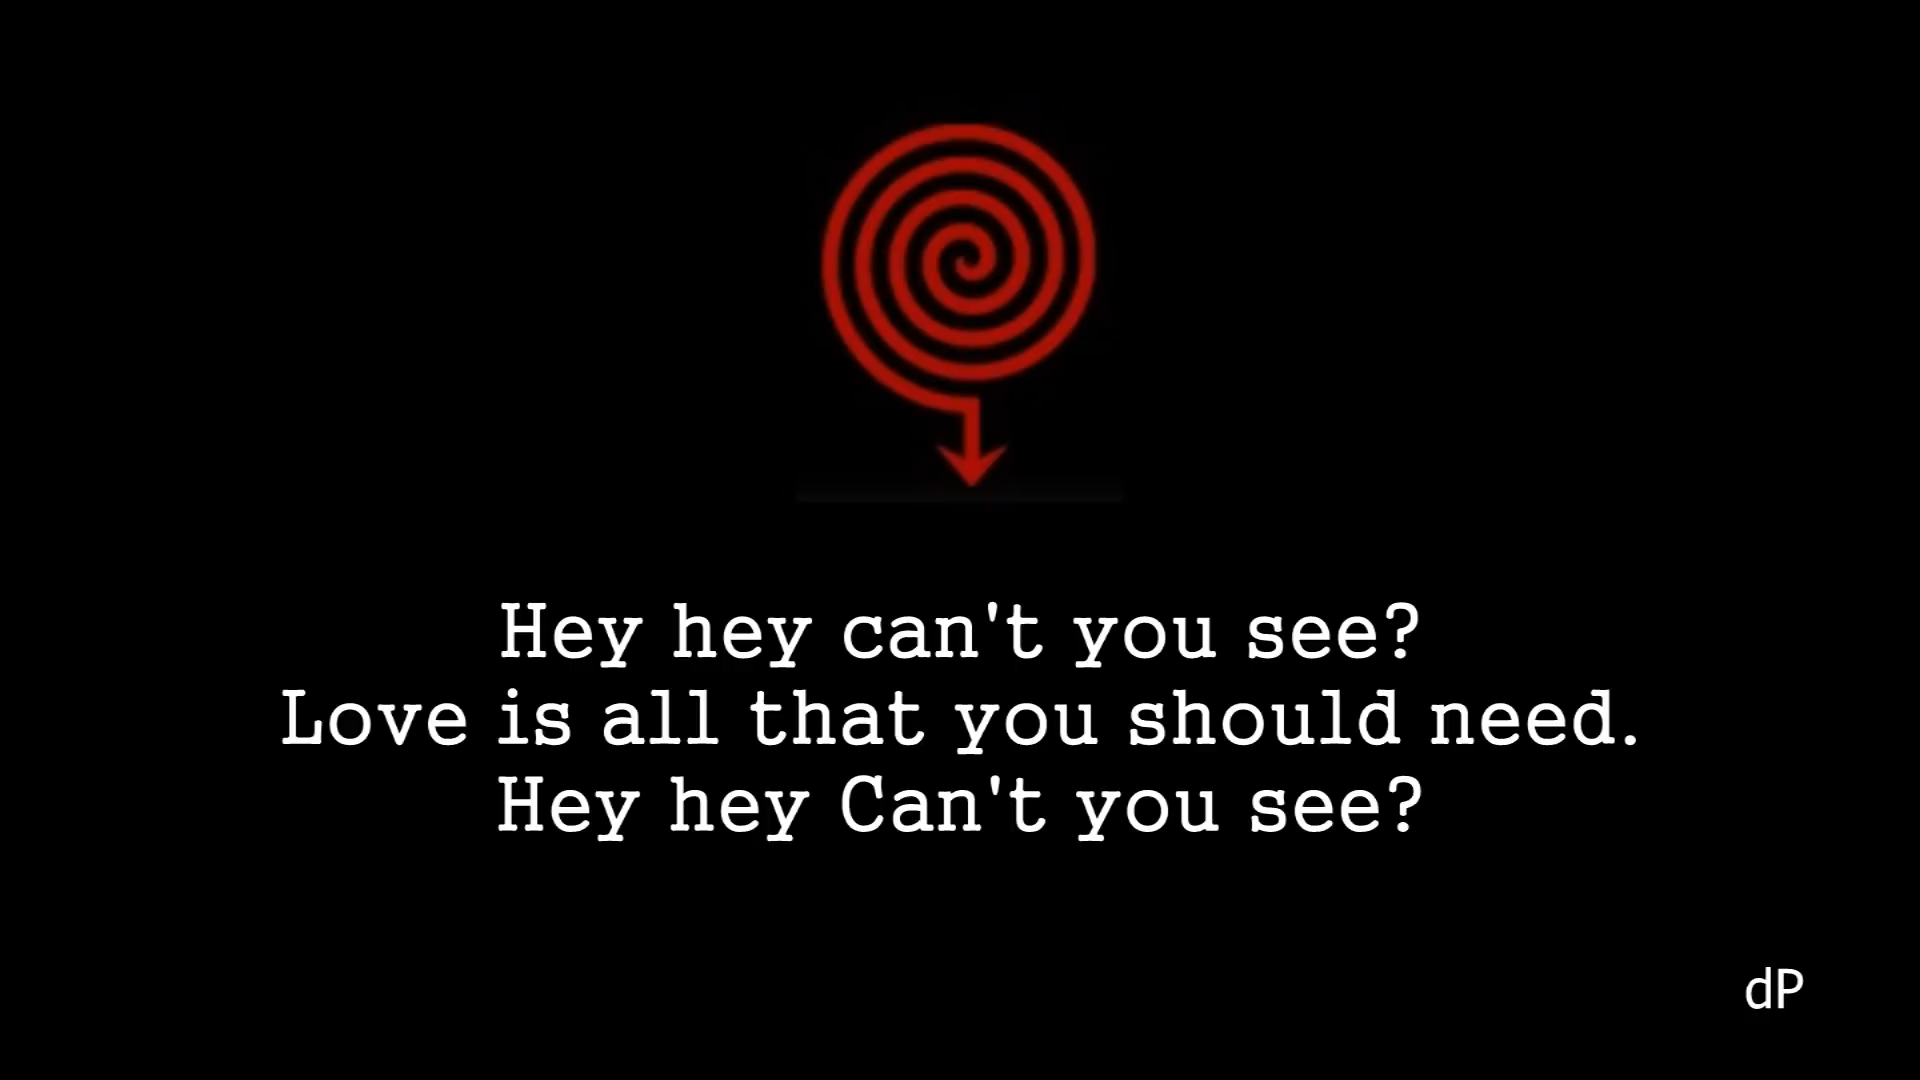 Hey hey can't you see?
Love is all that you should need.
Hey hey Can't you see?
dP